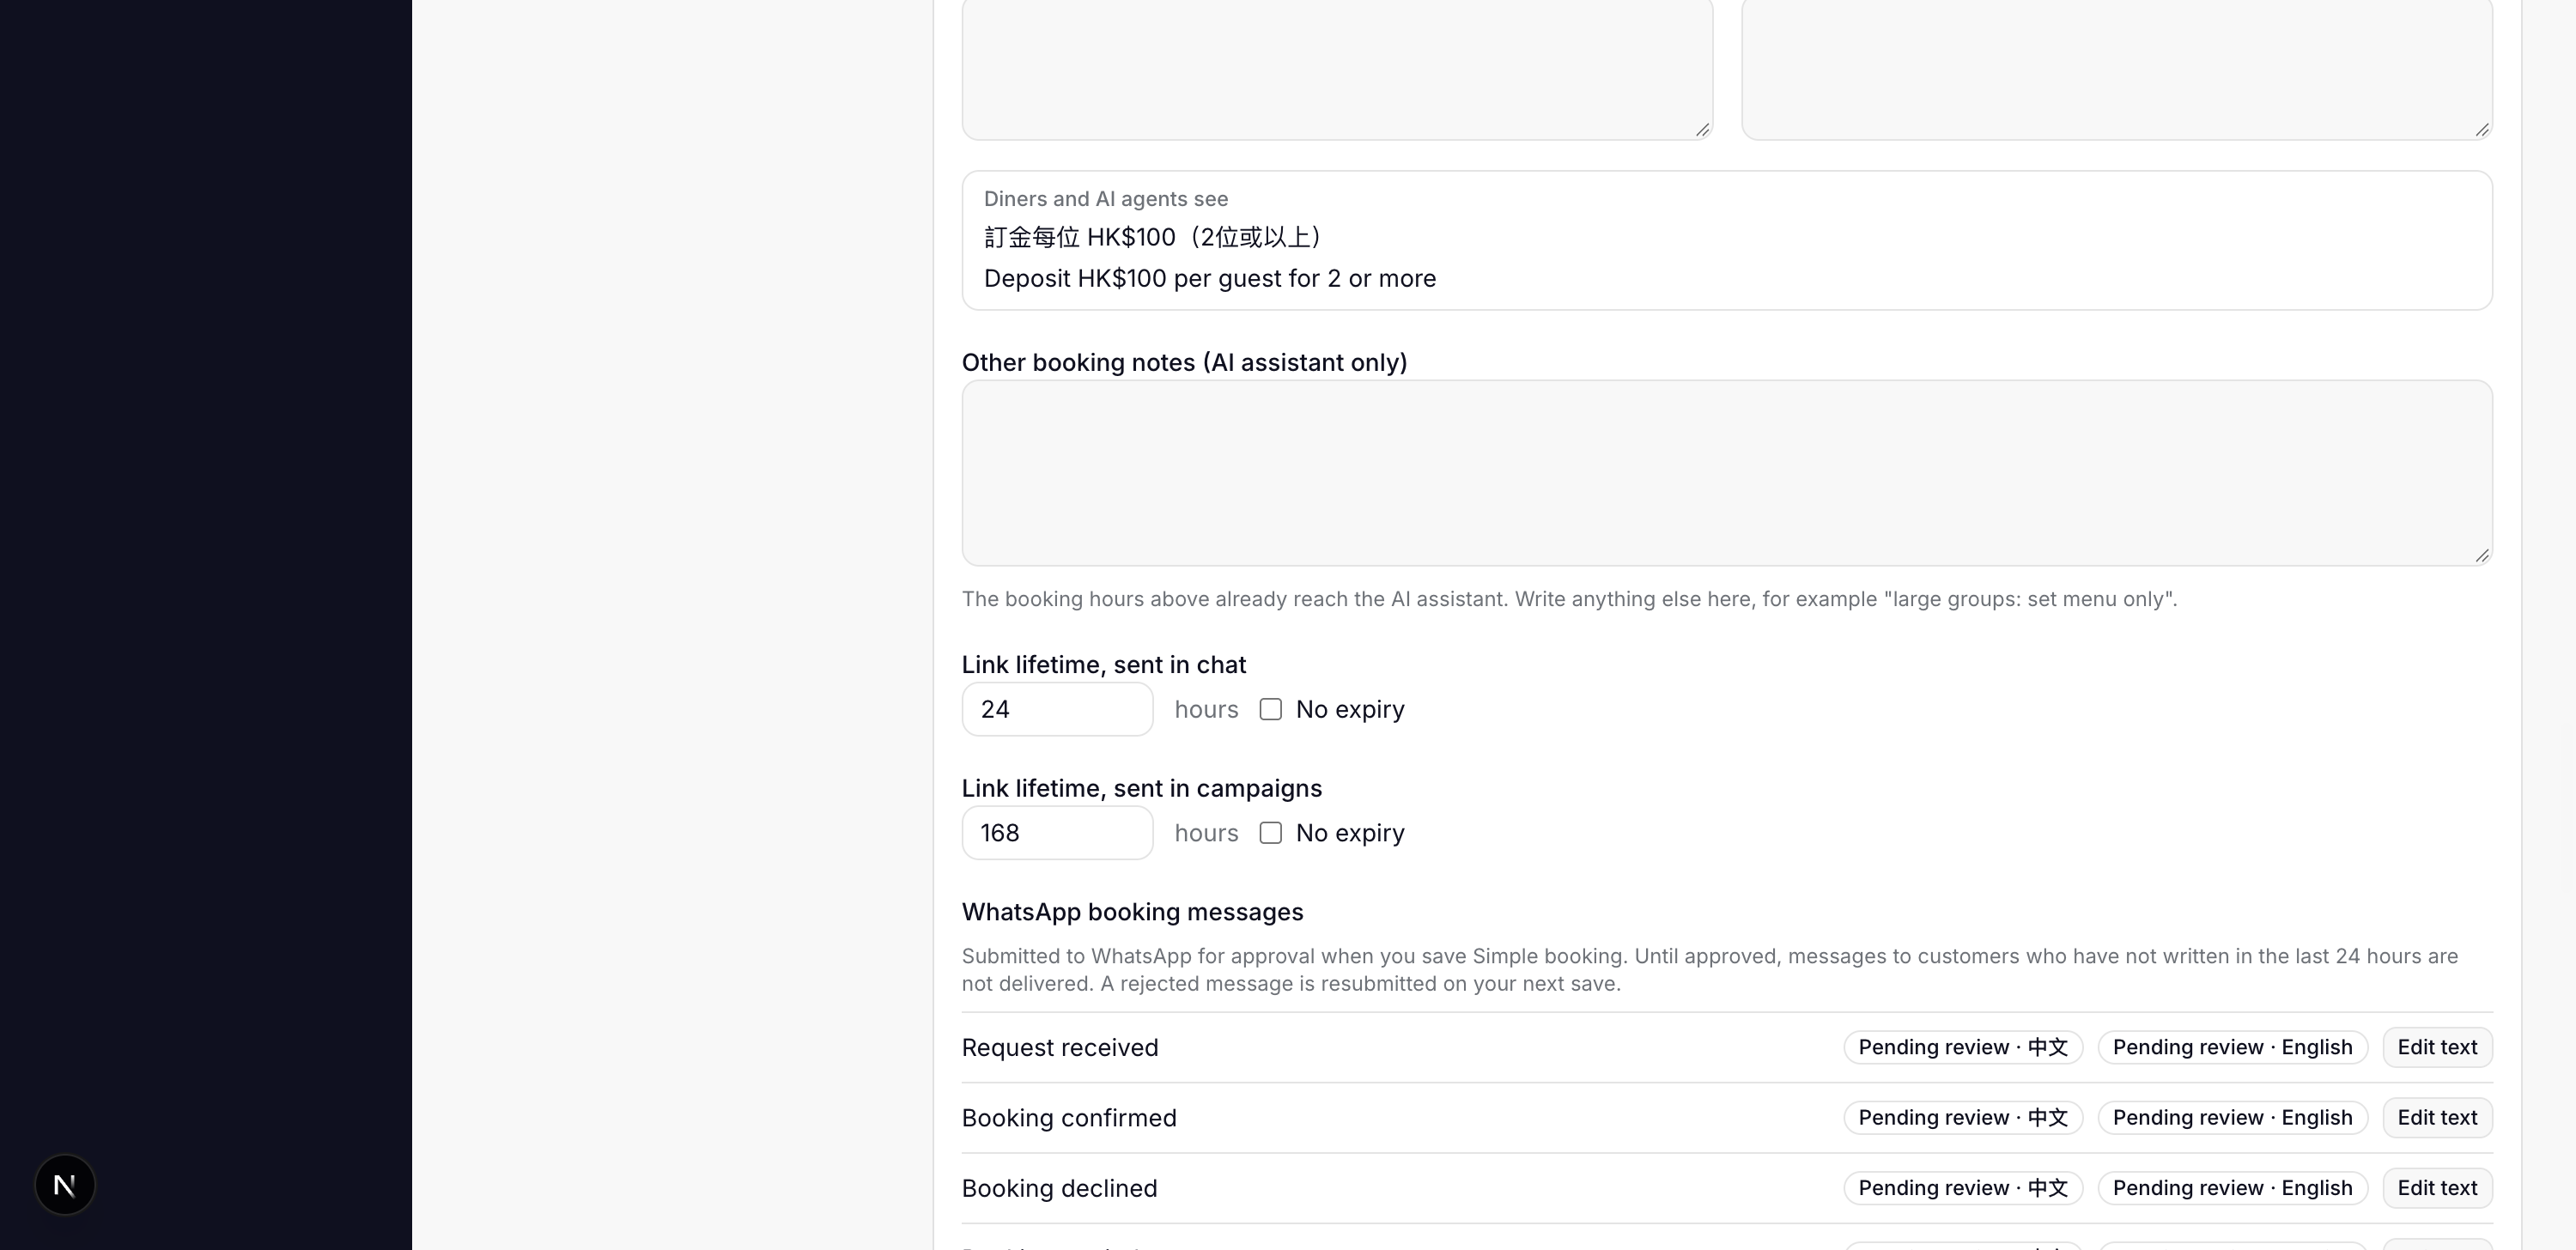 Diners and AI agents see
訂金每位 HK$100（2位或以上）
Deposit HK$100 per guest for 2 or more
Other booking notes (AI assistant only)
The booking hours above already reach the AI assistant. Write anything else here, for example "large groups: set menu only".
Link lifetime, sent in chat
24 hours No expiry
Link lifetime, sent in campaigns
168 hours No expiry
WhatsApp booking messages
Submitted to WhatsApp for approval when you save Simple booking. Until approved, messages to customers who have not written in the last 24 hours are
not delivered. A rejected message is resubmitted on your next save.
Request received Pending review · 中文 Pending review · English Edit text
Booking confirmed Pending review · 中文 Pending review · English Edit text
Booking declined Pending review · 中文 Pending review · English Edit text
N